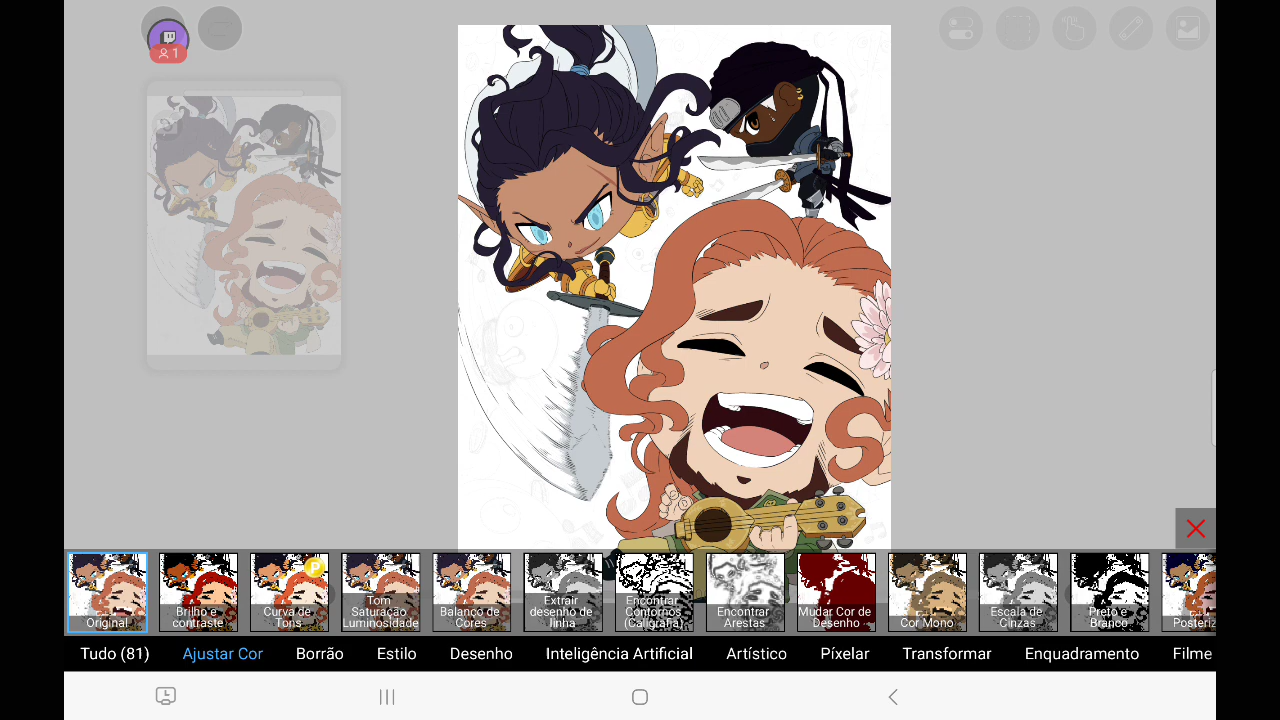 1
P
Original
Brilho e
contraste
Curva de
Tons
Tom
Saturação
Luminosidade
Balanço de
Cores
Extrair
desenho de
linha
Encontrar
Contornos
(Caligrafia)
Encontrar
Arestas
Mudar Cor de
Desenho
Cor Mono
Escala de
Cinzas
Preto e
Branco
Posteriz
Tudo (81)
Ajustar Cor
Borrão
Estilo
Desenho
Inteligência Artificial
Artístico
Píxelar
Transformar
Enquadramento
Filme